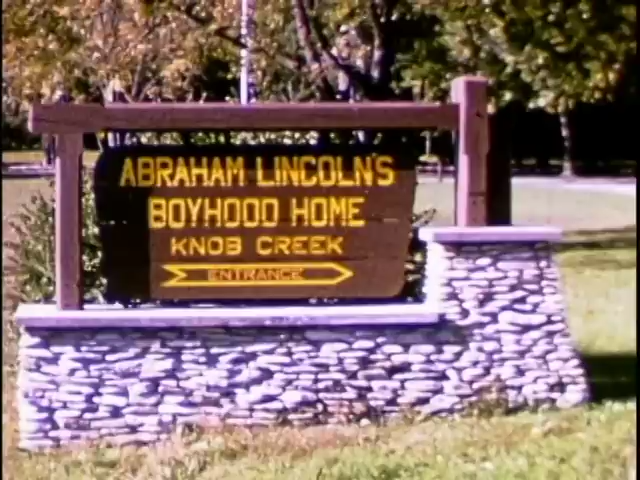 ABRAHAM LINCOLN'S
BOYHOOD HOME
KNOB CREEK
ENTRANCE